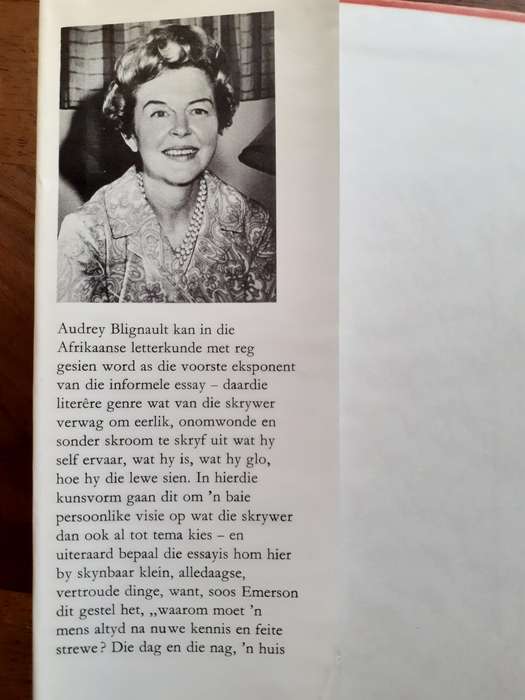 Audrey Blignault kan in die
Afrikaanse letterkunde met reg
gesien word as die voorste eksponent
van die informele essay – daardie
literêre genre wat van die skrywer
verwag om eerlik, onomwonde en
sonder skroom te skryf uit wat hy
self ervaar, wat hy is, wat hy glo,
hoe hy die lewe sien. In hierdie
kunsvorm gaan dit om 'n baie
persoonlike visie op wat die skrywer
dan ook al tot tema kies – en
uiteraard bepaal die essayis hom hier
by skynbaar klein, alledaagse,
vertroude dinge, want, soos Emerson
dit gestel het, „waarom moet 'n
mens altyd na nuwe kennis en feite
strewe? Die dag en die nag, 'n huis